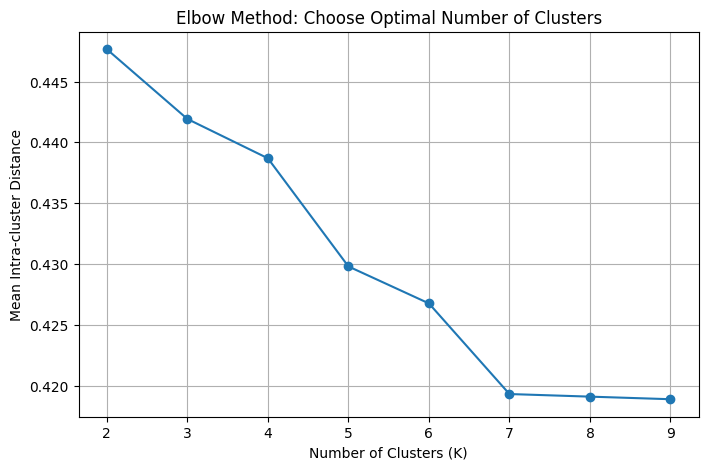 Elbow Method: Choose Optimal Number of Clusters
Mean Intra-cluster Distance
0.445
0.440
0.435
0.430
0.425
0.420
2 3 4 5 6 7 8 9
Number of Clusters (K)